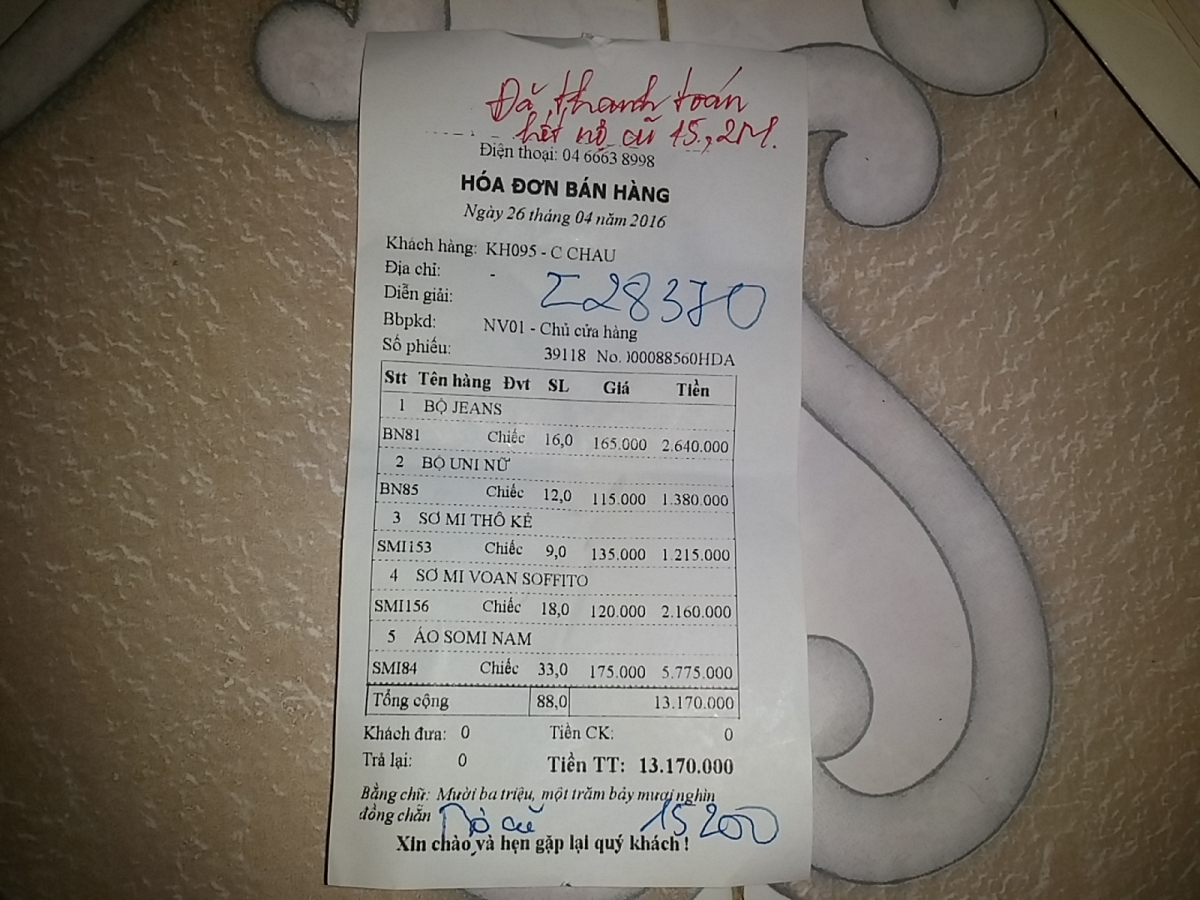 Đã thanh toán
hết nợ cũ 15,2M.
Điện thoại: 04 6663 8998
HÓA ĐƠN BÁN HÀNG
Ngày 26 tháng 04 năm 2016
Khách hàng: KH095 - C CHAU
Địa chỉ: -
Σ28370
Diễn giải:
Bbpkd: NV01 - Chủ cửa hàng
Số phiếu: 39118 No. 000088560HDA
Stt Tên hàng Đvt SL Giá Tiền
1 BỘ JEANS
BN81 Chiếc 16,0 165.000 2.640.000
2 BỘ UNI NỮ
BN85 Chiếc 12,0 115.000 1.380.000
3 SƠ MI THÔ KẺ
SMI153 Chiếc 9,0 135.000 1.215.000
4 SƠ MI VOAN SOFFITO
SMI156 Chiếc 18,0 120.000 2.160.000
5 ÁO SOMI NAM
SMI84 Chiếc 33,0 175.000 5.775.000
Tổng cộng 88,0 13.170.000
Khách đưa: 0 Tiền CK: 0
Trả lại: 0 Tiền TT: 13.170.000
Bằng chữ: Mười ba triệu, một trăm bảy mươi nghìn
đồng chẵn
Nợ cũ 15200
Xin chào và hẹn gặp lại quý khách !